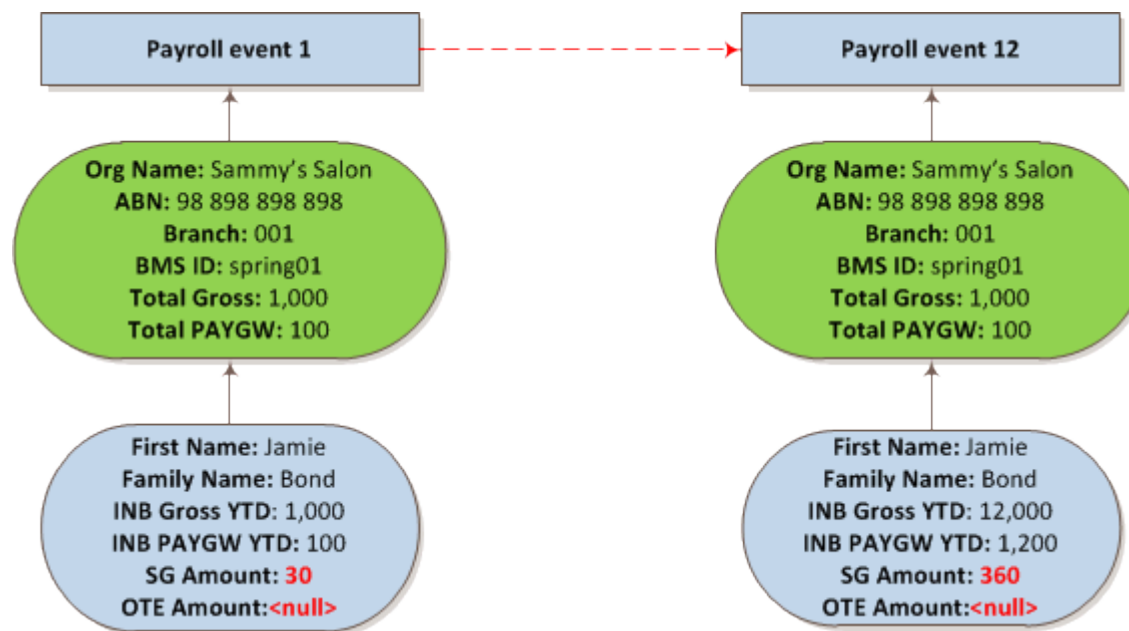 Payroll event 1
Org Name: Sammy's Salon
ABN: 98 898 898 898
Branch: 001
BMS ID: spring01
Total Gross: 1,000
Total PAYGW: 100
First Name: Jamie
Family Name: Bond
INB Gross YTD: 1,000
INB PAYGW YTD: 100
SG Amount: 30
OTE Amount:<null>
Payroll event 12
Org Name: Sammy's Salon
ABN: 98 898 898 898
Branch: 001
BMS ID: spring01
Total Gross: 1,000
Total PAYGW: 100
First Name: Jamie
Family Name: Bond
INB Gross YTD: 12,000
INB PAYGW YTD: 1,200
SG Amount: 360
OTE Amount:<null>